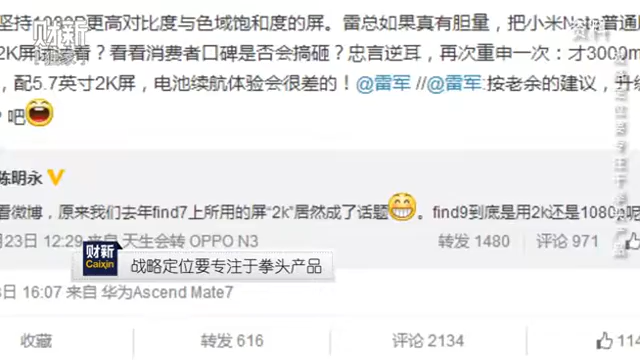 坚持1080P更高对比度与色域饱和度的屏。雷总如果真有胆量,把小米Note普通
2K屏 看?看看消费者口碑是否会搞砸?忠言逆耳,再次重申一次:才3000m
,配5.7英寸2K屏,电池续航体验会很差的!@雷军 //@雷军:按老余的建议,升
吧
财新
资料
陈明永
看微博,原来我们去年find7上所用的屏“2k”居然成了话题 。find9到底是用2k还是1080p呢
月23日 12:29 来自 天生会转 OPPO N3 转发 1480 评论 971
财新
Caixin
战略定位要专注于拳头产品
日 16:07 来自 华为Ascend Mate7
收藏 转发 616 评论 2134 114